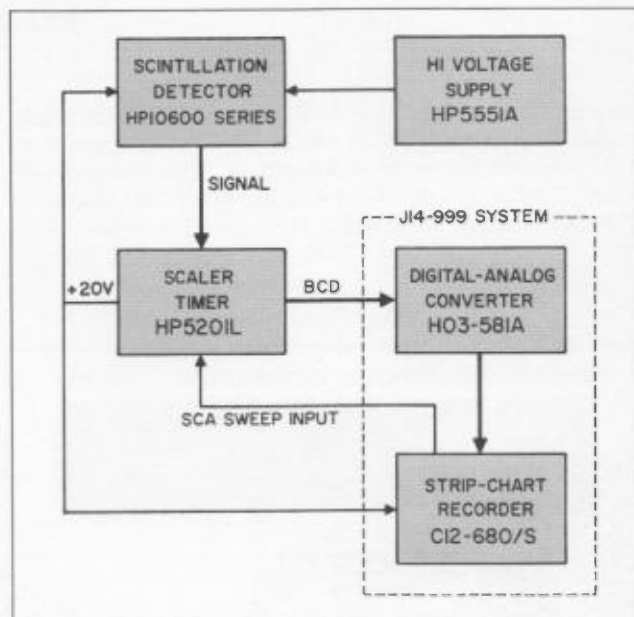 SCINTILLATION
DETECTOR
HP10600 SERIES
HI VOLTAGE
SUPPLY
HP5551A
SIGNAL
J14-999 SYSTEM
+20V
SCALER
TIMER
HP5201L
BCD
DIGITAL-ANALOG
CONVERTER
H03-581A
SCA SWEEP INPUT
STRIP-CHART
RECORDER
C12-680/S